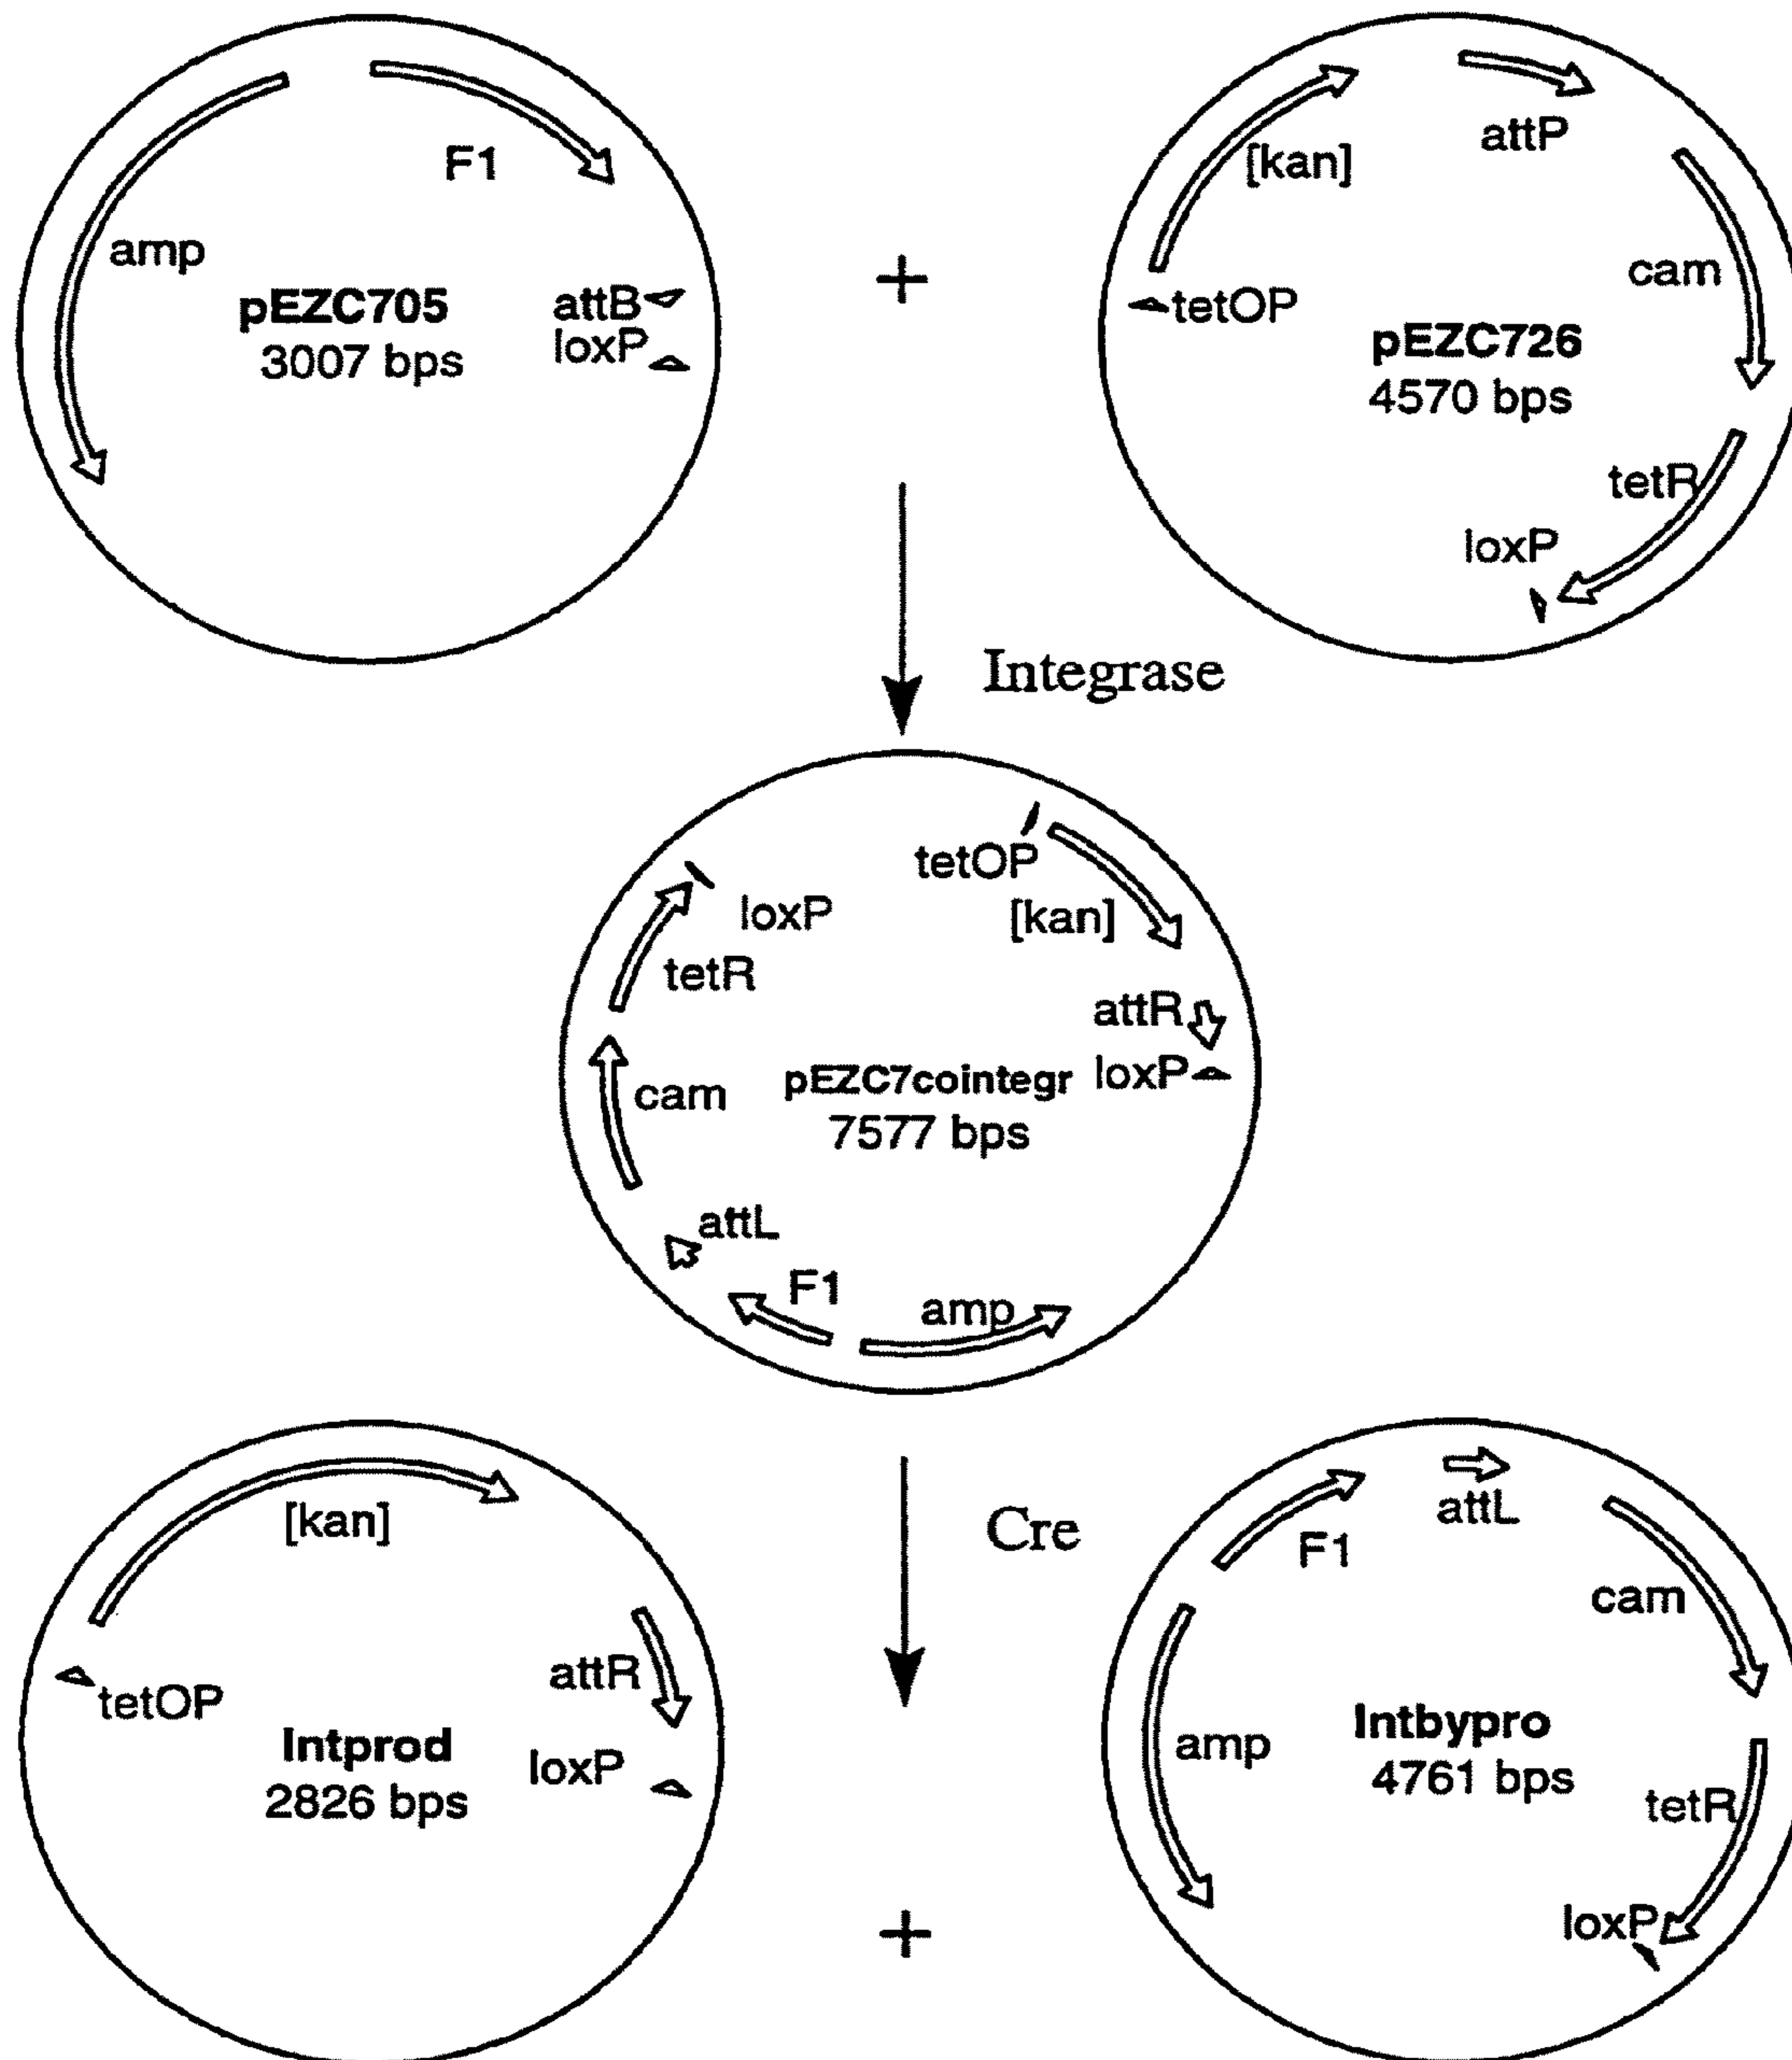 F1
amp
pEZC705
3007 bps
attB
loxP
+
attP
[kan]
cam
tetOP
pEZC726
4570 bps
tetR
loxP
Integrase
tetOP
[kan]
loxP
tetR
attR
loxP
cam
pEZC7cointegr
7577 bps
attL
F1
amp
Cre
[kan]
attR
tetOP
loxP
Intprod
2826 bps
+
attL
F1
cam
amp
Intbypro
4761 bps
tetR
loxP